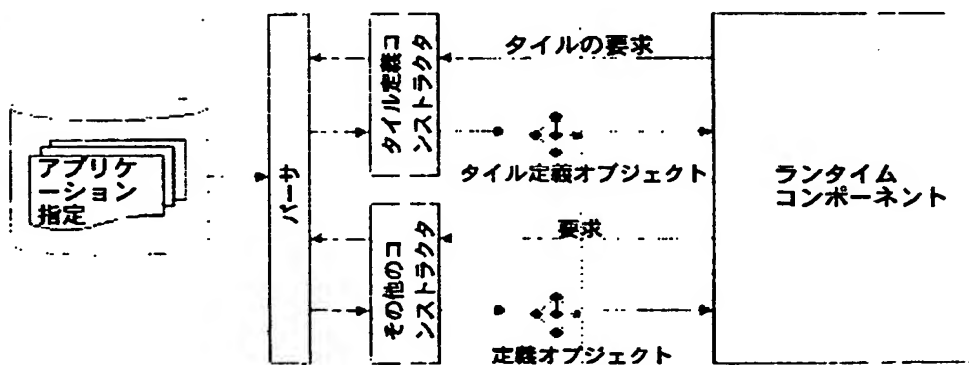 アプリケ
ーション
指定
パーサ
タイル定義コ
ンストラクタ
タイルの要求
タイル定義オブジェクト
その他のコ
ンストラクタ
要求
定義オブジェクト
ランタイム
コンポーネント